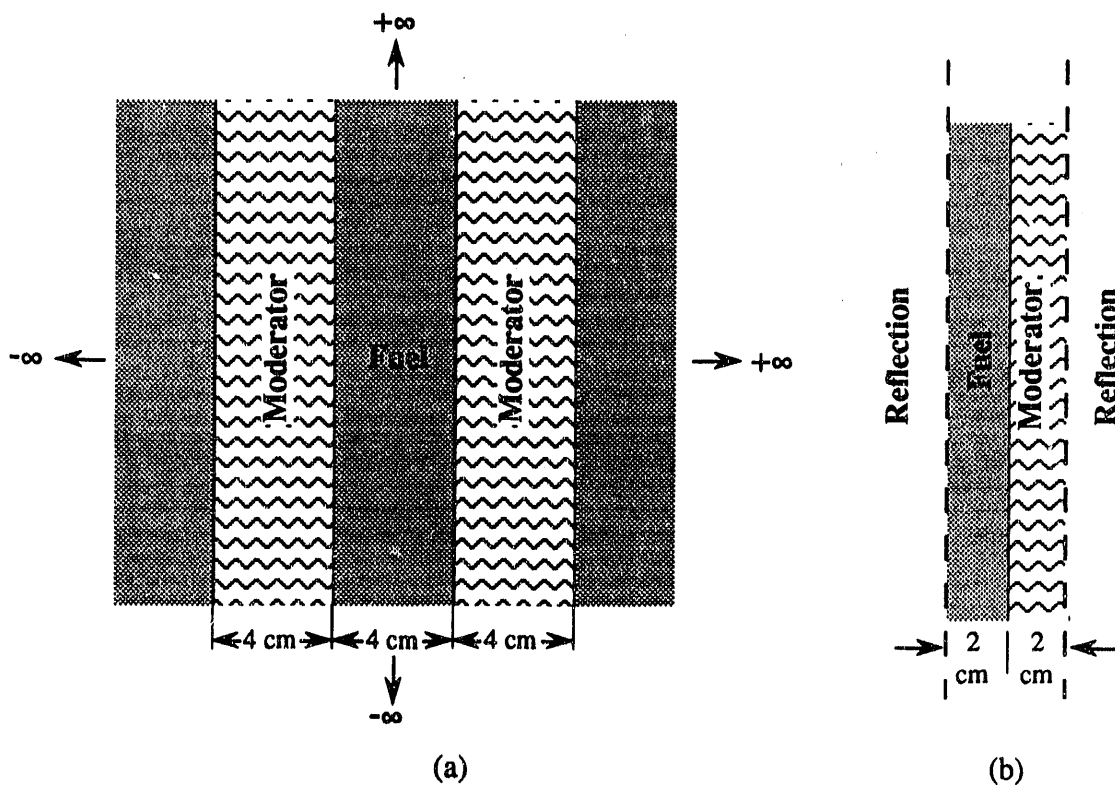 +∞
Moderator
Fuel
Moderator
-∞
+∞
4 cm
4 cm
4 cm
-∞
(a)
Reflection
Fuel
Moderator
Reflection
2
cm
2
cm
(b)